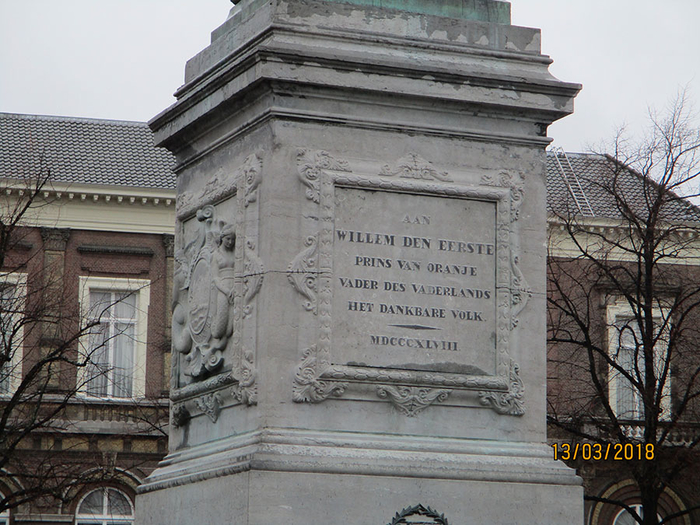 AAN
WILLEM DEN EERSTE
PRINS VAN ORANJE
VADER DES VADERLANDS
HET DANKBARE VOLK.
MDCCCXLVIII.
13/03/2018